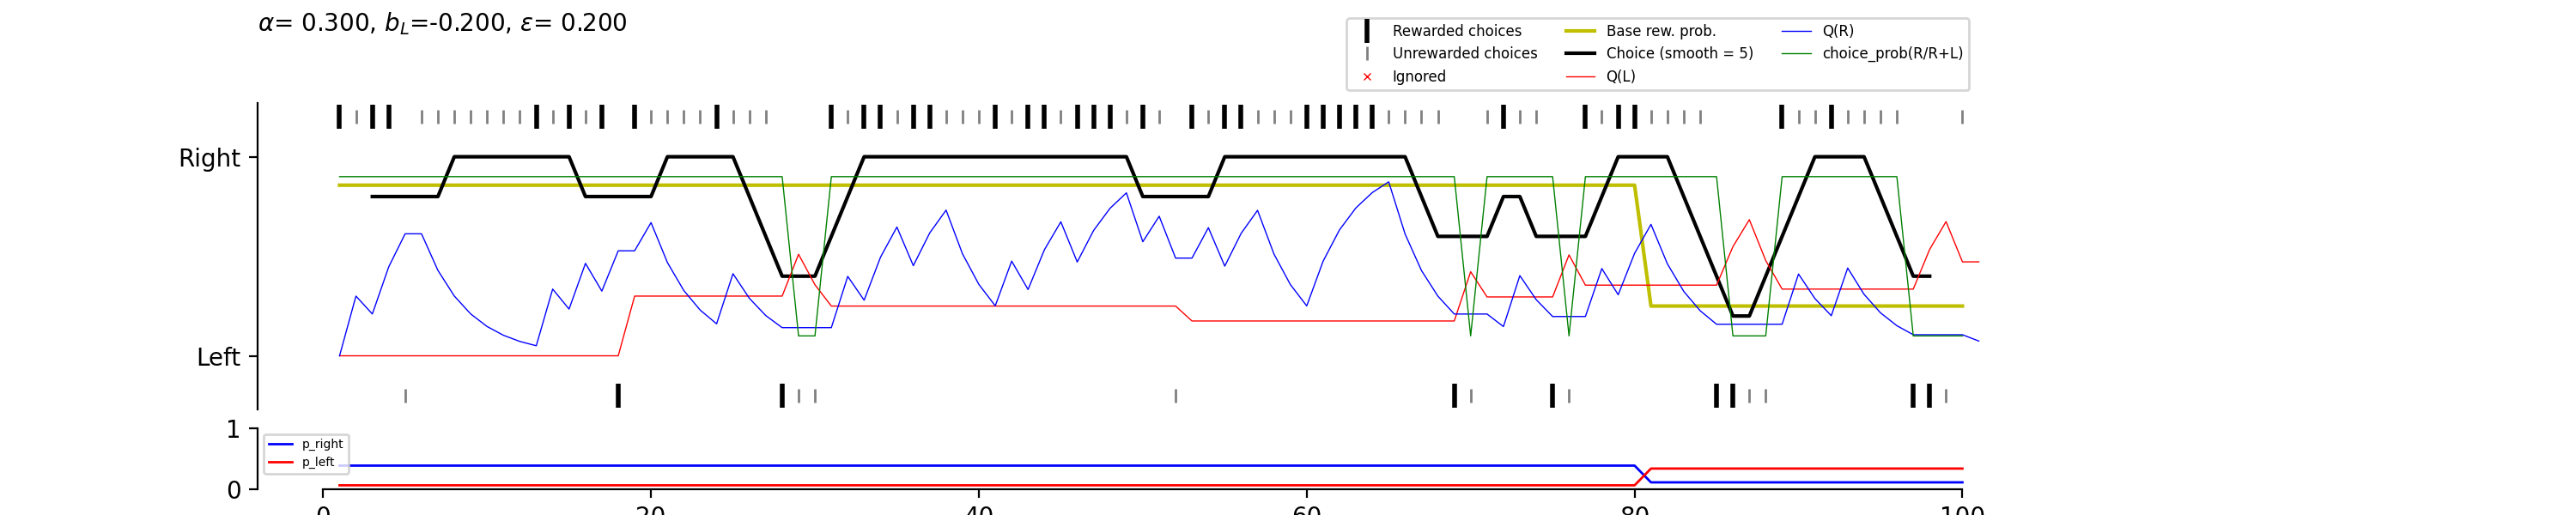 α= 0.300, b_L=-0.200, ε= 0.200
Rewarded choices
Unrewarded choices
Ignored
Base rew. prob.
Choice (smooth = 5)
Q(L)
Q(R)
choice_prob(R/R+L)
Right
Left
1
0
p_right
p_left
0 20 40 60 80 100